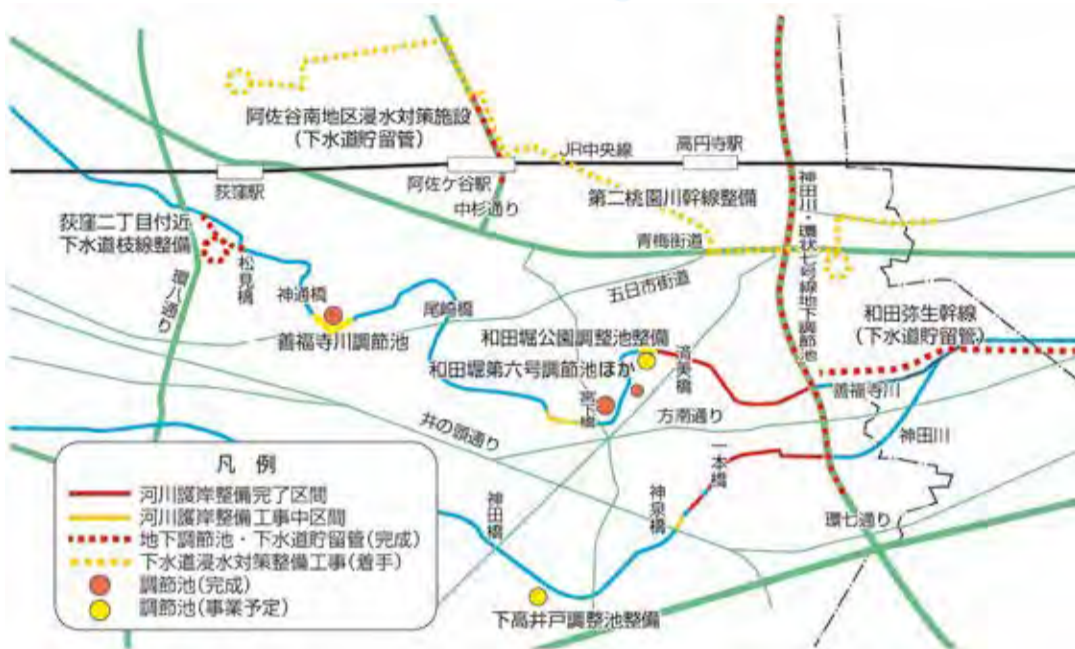 阿佐谷南地区浸水対策施設
(下水道貯留管)
JR中央線
高円寺駅
荻窪駅
阿佐ケ谷駅
中杉通り
第二桃園川幹線整備
神田川・環状七号線地下調節池
荻窪二丁目付近
下水道枝線整備
松見橋
青梅街道
環八通り
神通橋
尾崎橋
五日市街道
善福寺川調節池
和田堀公園調整池整備
済美橋
和田弥生幹線
(下水道貯留管)
和田堀第六号調節池ほか
宮下橋
善福寺川
井の頭通り
方南通り
神田川
一本橋
神田橋
神泉橋
環七通り
下高井戸調整池整備
凡例
河川護岸整備完了区間
河川護岸整備工事中区間
地下調節池・下水道貯留管(完成)
下水道浸水対策整備工事(着手)
調節池(完成)
調節池(事業予定)